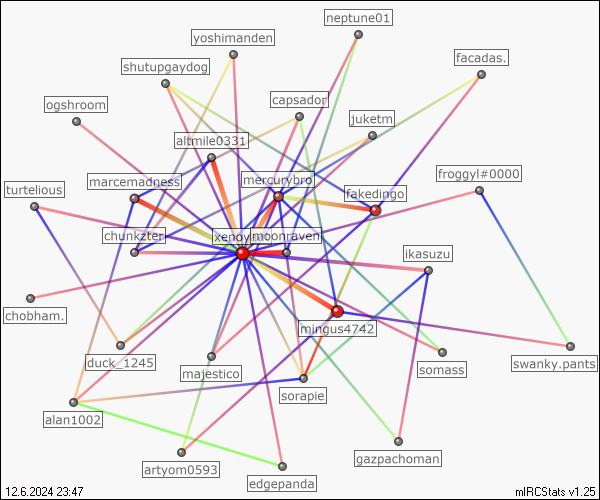 neptune01
yoshimanden
facadas.
shutupgaydog
capsador
ogshroom
juketm
altmile0331
mercurybro
froggyl#0000
marcemadness
turtelious
fakedingo
moonraven
chunkzter
ikasuzu
chobham.
mingus4742
duck_1245
swanky.pants
majestico
somass
sorapie
alan1002
gazpachoman
artyom0593
edgepanda
12.6.2024 23:47
mIRCStats v1.25